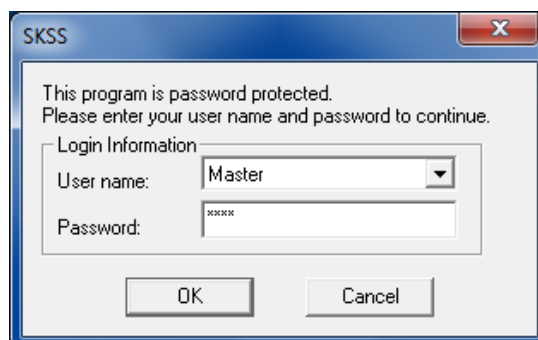 SKSS
This program is password protected.
Please enter your user name and password to continue.
Login Information
User name: Master
Password: ****
OK Cancel